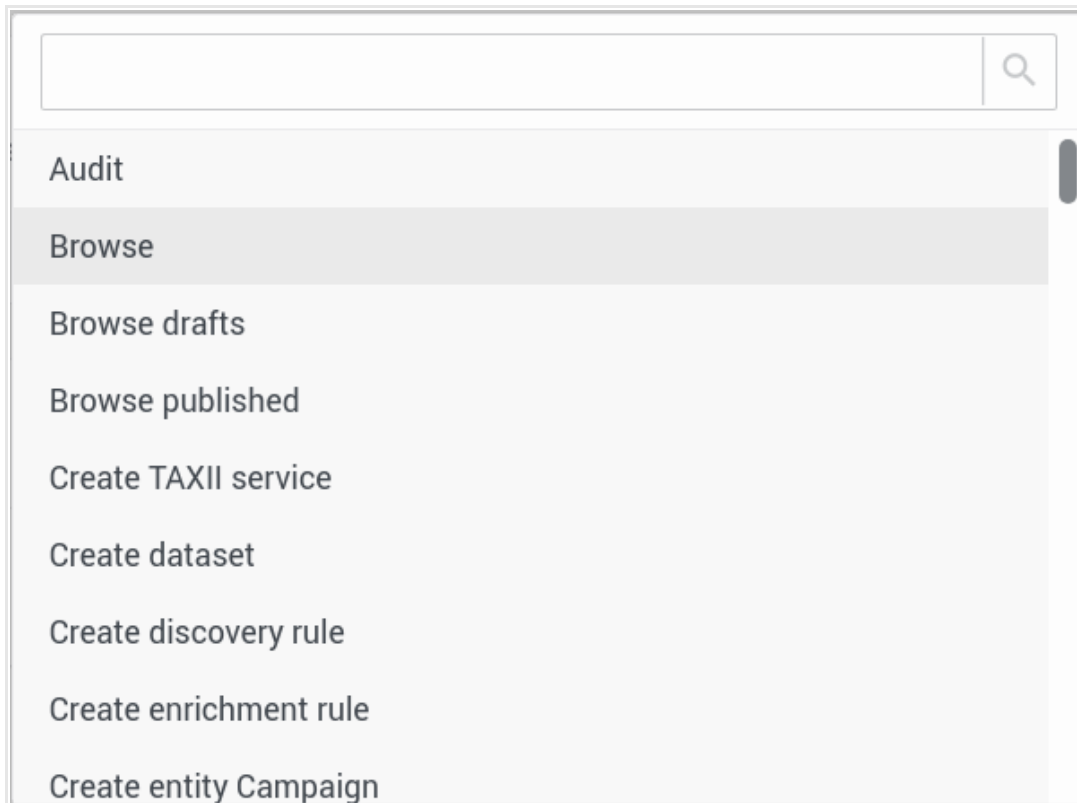 Audit
Browse
Browse drafts
Browse published
Create TAXII service
Create dataset
Create discovery rule
Create enrichment rule
Create entity Campaign